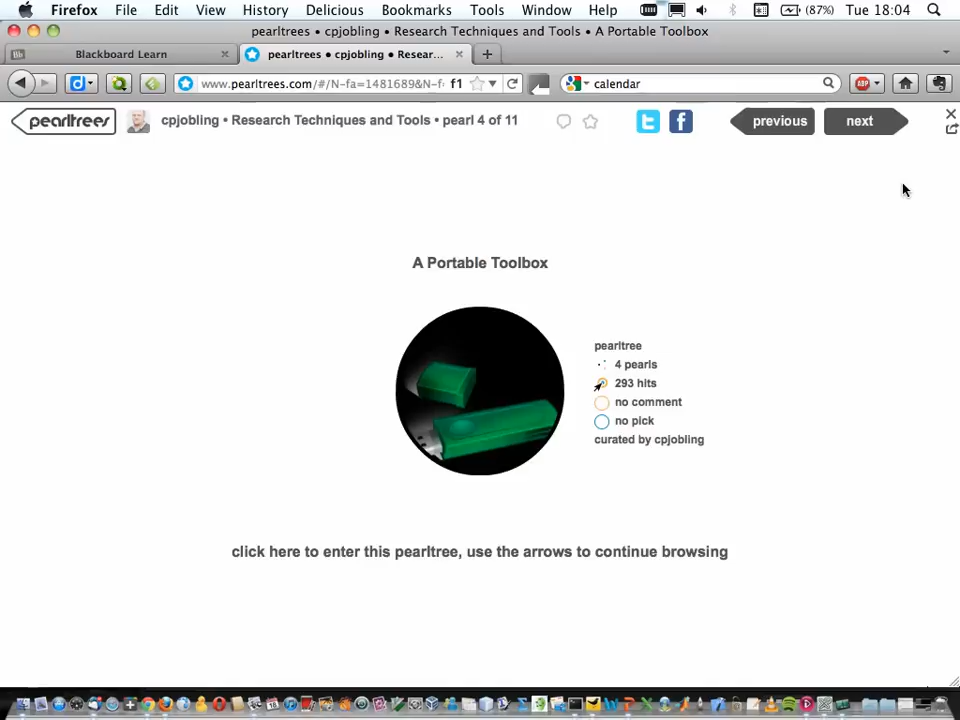 Firefox File Edit View History Delicious Bookmarks Tools Window Help (87%) Tue 18:04
pearltrees • cpjobling • Research Techniques and Tools • A Portable Toolbox
Bb Blackboard Learn pearltrees • cpjobling • Resear...
www.pearltrees.com/#/N-fa=1481689&N-f: f1 calendar ABP
pearltrees cpjobling • Research Techniques and Tools • pearl 4 of 11 previous next
A Portable Toolbox
pearltree
4 pearls
293 hits
no comment
no pick
curated by cpjobling
click here to enter this pearltree, use the arrows to continue browsing